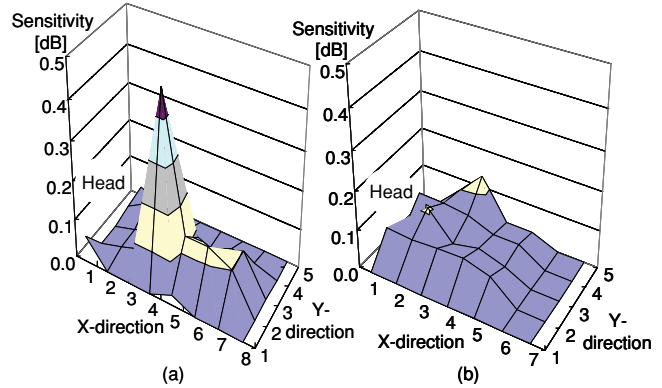 Sensitivity
[dB]
0.5
0.4
0.3
0.2
0.1
0.0
Head
1
2
3
4
5
6
7
8
X-direction
1
2
3
4
5
Y-
direction
(a)
Sensitivity
[dB]
0.5
0.4
0.3
0.2
0.1
0.0
Head
1
2
3
4
5
6
7
X-direction
1
2
3
4
5
Y-
direction
(b)